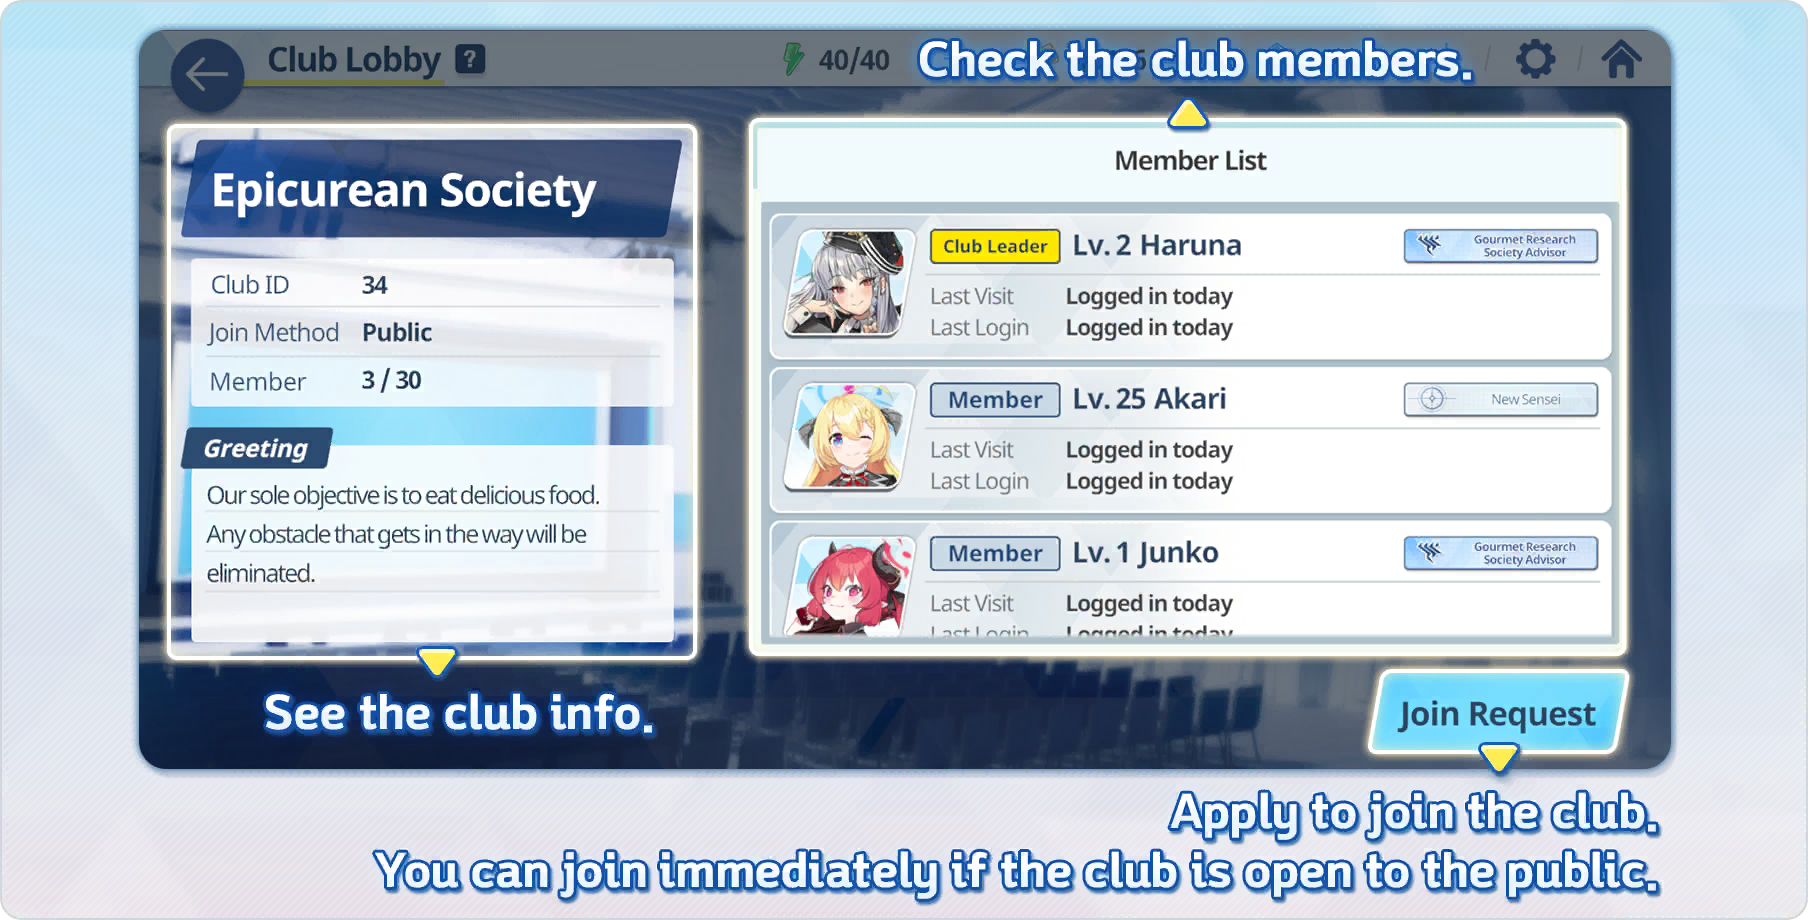 Club Lobby ?
40/40
Check the club members.
Epicurean Society
Club ID 34
Join Method Public
Member 3 / 30
Greeting
Our sole objective is to eat delicious food.
Any obstacle that gets in the way will be
eliminated.
See the club info.
Member List
Club Leader Lv. 2 Haruna
Gourmet Research
Society Advisor
Last Visit Logged in today
Last Login Logged in today
Member Lv. 25 Akari
New Sensei
Last Visit Logged in today
Last Login Logged in today
Member Lv. 1 Junko
Gourmet Research
Society Advisor
Last Visit Logged in today
Last Login Logged in today
Join Request
Apply to join the club.
You can join immediately if the club is open to the public.